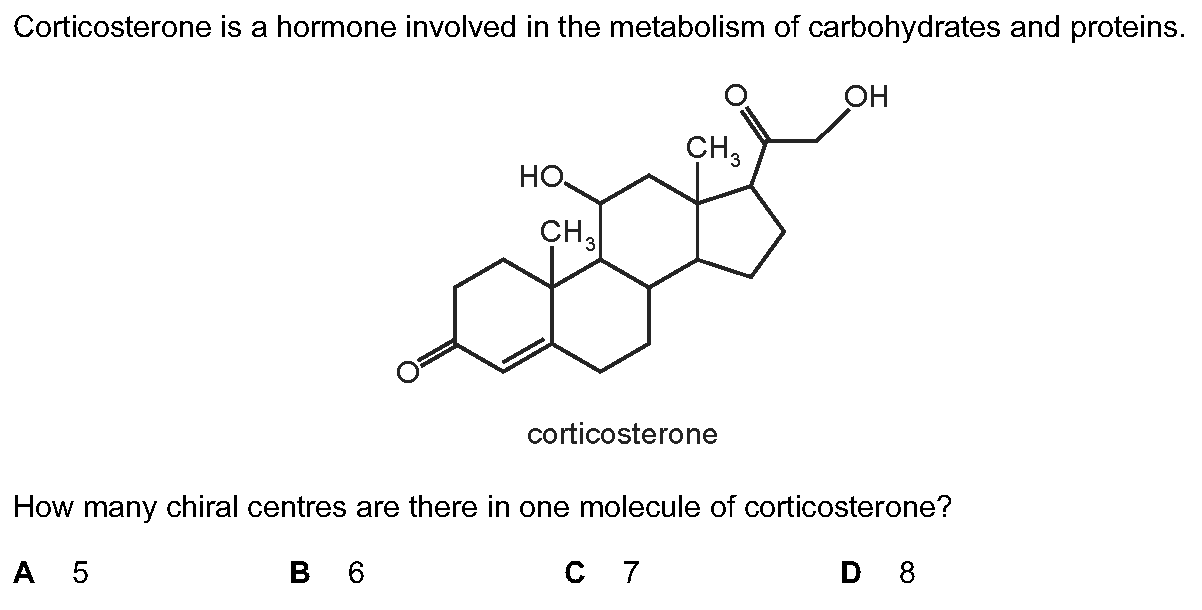 Corticosterone is a hormone involved in the metabolism of carbohydrates and proteins.
O
OH
CH3
HO
CH3
O
corticosterone
How many chiral centres are there in one molecule of corticosterone?
A 5 B 6 C 7 D 8